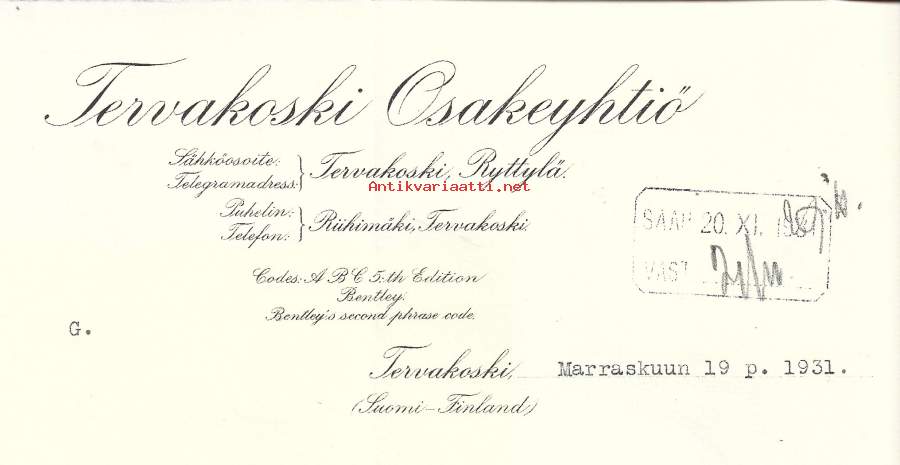 Tervakoski Osakeyhtiö
Sähköosoite: Telegramadress: } Tervakoski, Ryttylä.
Antikvariaatti.net
Puhelin: Telefon: } Riihimäki, Tervakoski.
SAAP 20. XI. 1931
VAST
Codes: A B C 5:th Edition
Bentley.
Bentley's second phrase code.
G.
Tervakoski, Marraskuun 19 p. 1931.
(Suomi-Finland)